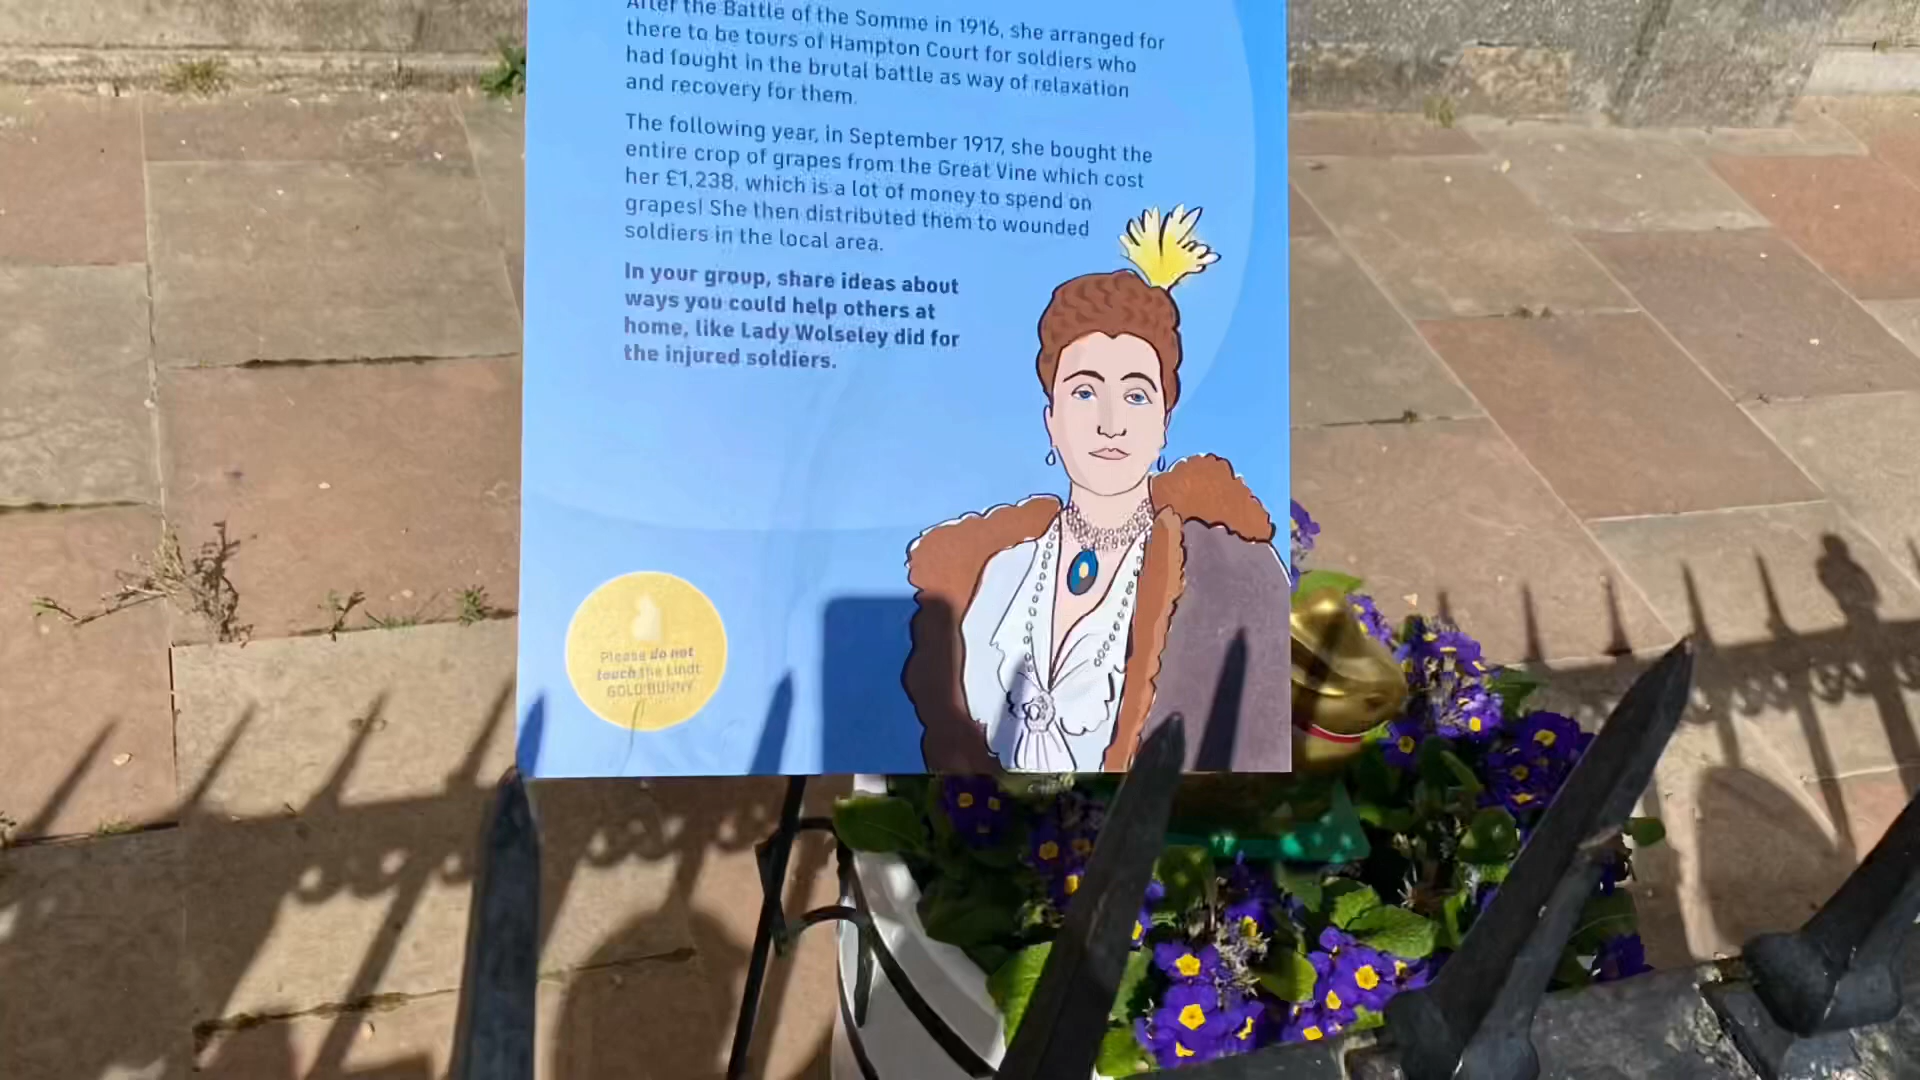 After the Battle of the Somme in 1916, she arranged for
there to be tours of Hampton Court for soldiers who
had fought in the brutal battle as way of relaxation
and recovery for them.
The following year, in September 1917, she bought the
entire crop of grapes from the Great Vine which cost
her £1,238, which is a lot of money to spend on
grapes! She then distributed them to wounded
soldiers in the local area.
In your group, share ideas about
ways you could help others at
home, like Lady Wolseley did for
the injured soldiers.
Please do not
touch the Lindt
GOLD BUNNY